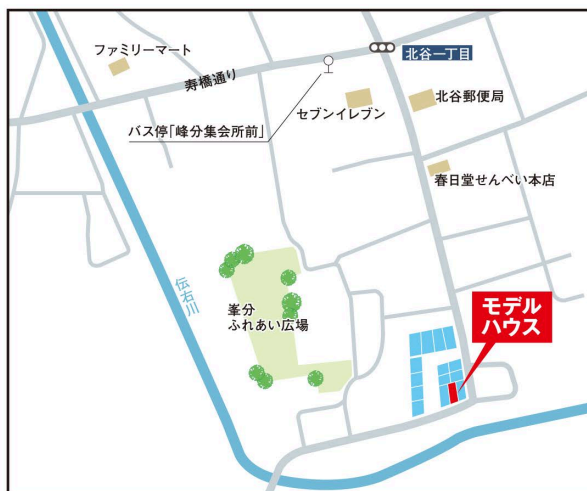 ファミリーマート
寿橋通り
北谷一丁目
バス停「峰分集会所前」
セブンイレブン
北谷郵便局
春日堂せんべい本店
伝右川
峯分
ふれあい広場
モデル
ハウス